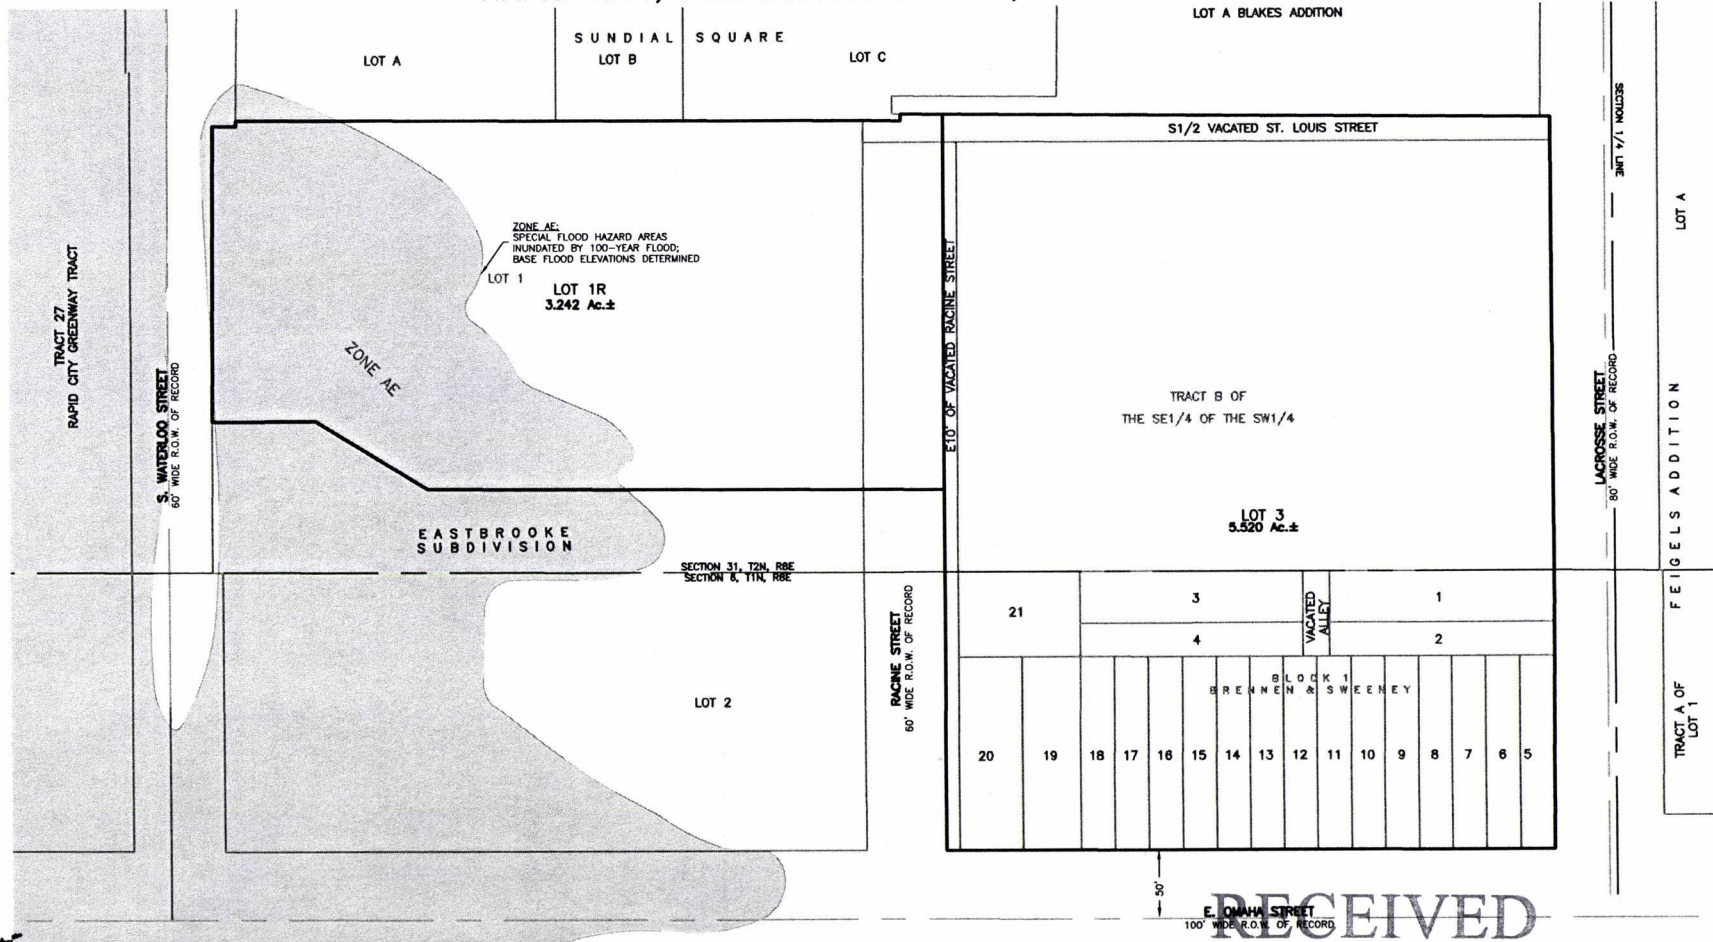 LOT A BLAKES ADDITION
SUNDIAL SQUARE
LOT A
LOT B
LOT C
S1/2 VACATED ST. LOUIS STREET
SECTION 1/4 LINE
LOT A
ZONE AE:
SPECIAL FLOOD HAZARD AREAS
INUNDATED BY 100-YEAR FLOOD;
BASE FLOOD ELEVATIONS DETERMINED
LOT 1
LOT 1R
3.242 Ac.±
ZONE AE
TRACT 27
RAPID CITY GREENWAY TRACT
S. WATERLOO STREET
60' WIDE R.O.W. OF RECORD
E10' OF VACATED RACINE STREET
TRACT B OF
THE SE1/4 OF THE SW1/4
LACROSSE STREET
80' WIDE R.O.W. OF RECORD
FEIGELS ADDITION
LOT 3
5.520 Ac.±
EASTBROOKE
SUBDIVISION
SECTION 31, T2N, R8E
SECTION 6, T1N, R8E
RACINE STREET
60' WIDE R.O.W. OF RECORD
21
3
VACATED
ALLEY
1
4
2
BLOCK 1
BRENNEN & SWEENEY
LOT 2
20 19 18 17 16 15 14 13 12 11 10 9 8 7 6 5
TRACT A OF
LOT 1
50'
E. OMAHA STREET
100' WIDE R.O.W. OF RECORD
RECEIVED